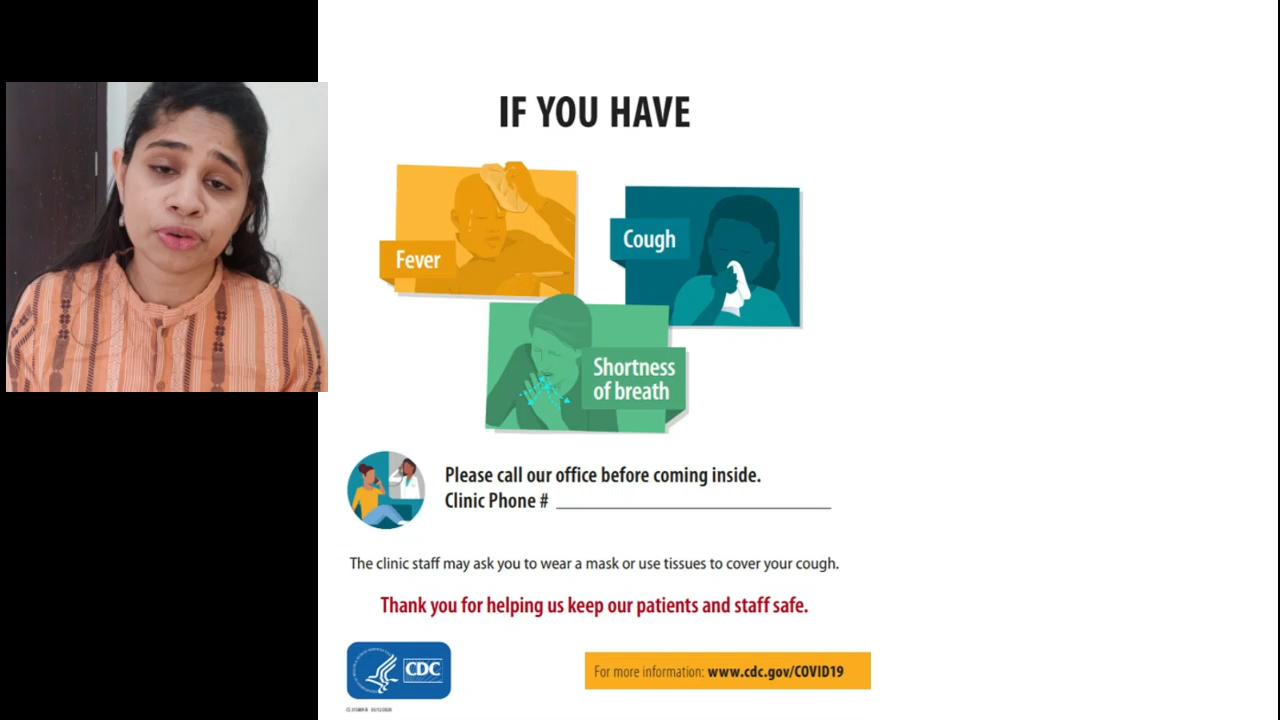 IF YOU HAVE
Fever
Cough
Shortness
of breath
Please call our office before coming inside.
Clinic Phone #
The clinic staff may ask you to wear a mask or use tissues to cover your cough.
Thank you for helping us keep our patients and staff safe.
CDC
For more information: www.cdc.gov/COVID19